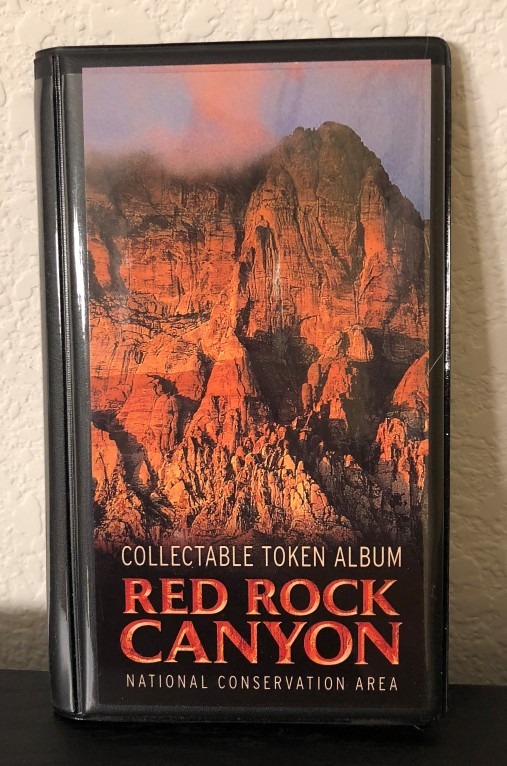 COLLECTABLE TOKEN ALBUM
RED ROCK
CANYON
NATIONAL CONSERVATION AREA